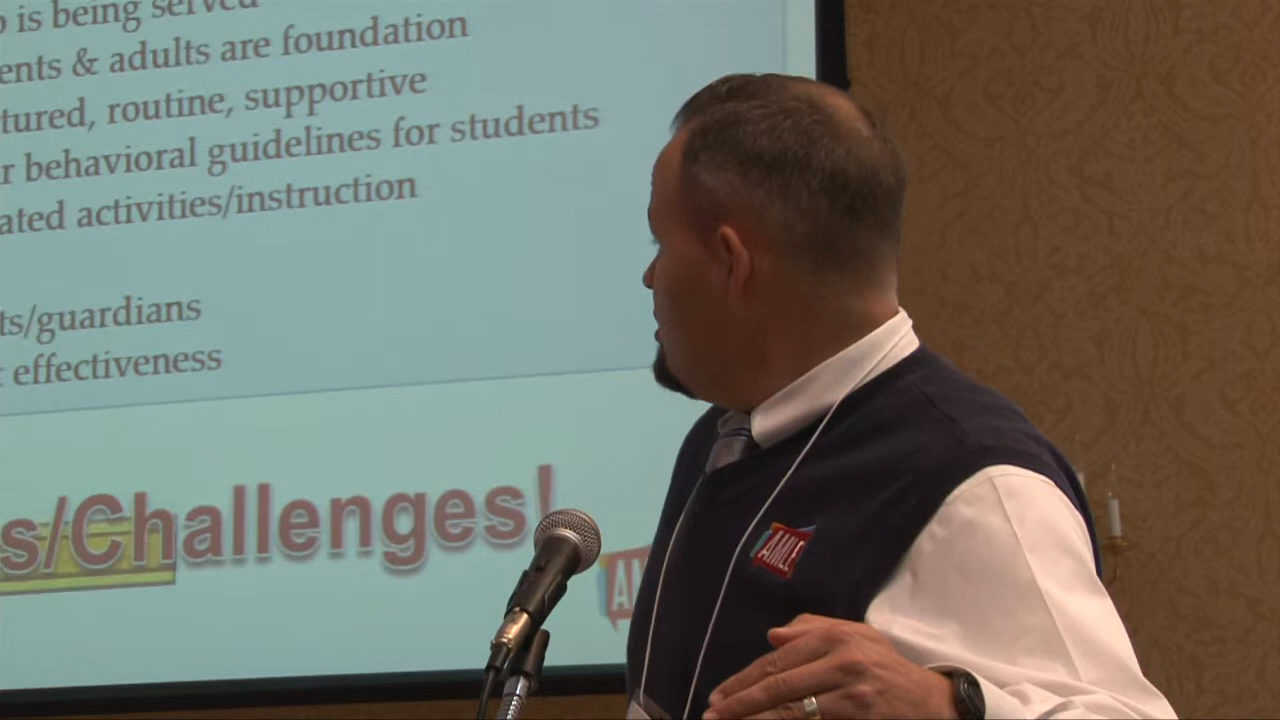 is being served
ents & adults are foundation
tured, routine, supportive
r behavioral guidelines for students
ated activities/instruction
ts/guardians
t effectiveness
s/Challenges!
AMLE